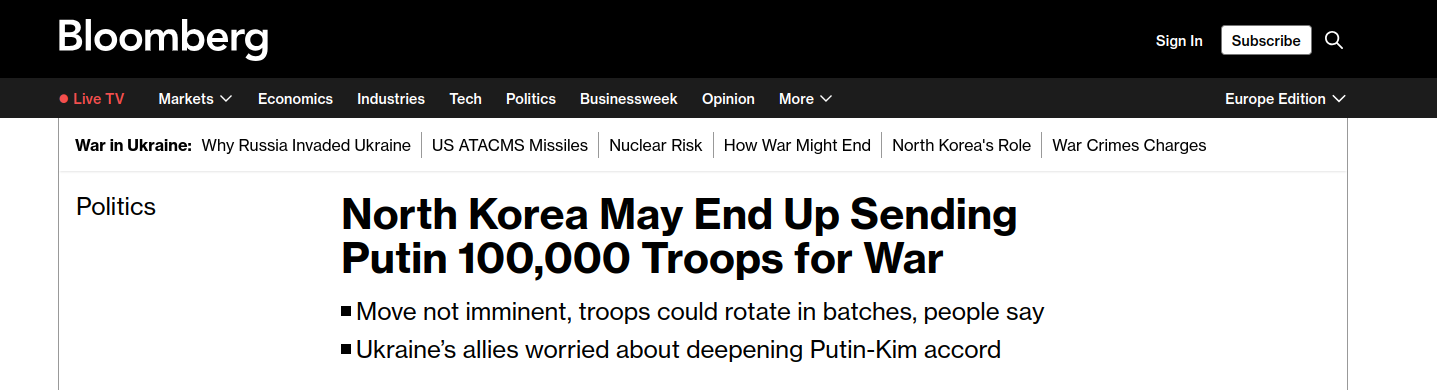 Bloomberg
Sign In
Subscribe
Live TV
Markets
Economics
Industries
Tech
Politics
Businessweek
Opinion
More
Europe Edition
War in Ukraine: Why Russia Invaded Ukraine
US ATACMS Missiles
Nuclear Risk
How War Might End
North Korea's Role
War Crimes Charges
Politics
North Korea May End Up Sending
Putin 100,000 Troops for War
Move not imminent, troops could rotate in batches, people say
Ukraine’s allies worried about deepening Putin-Kim accord